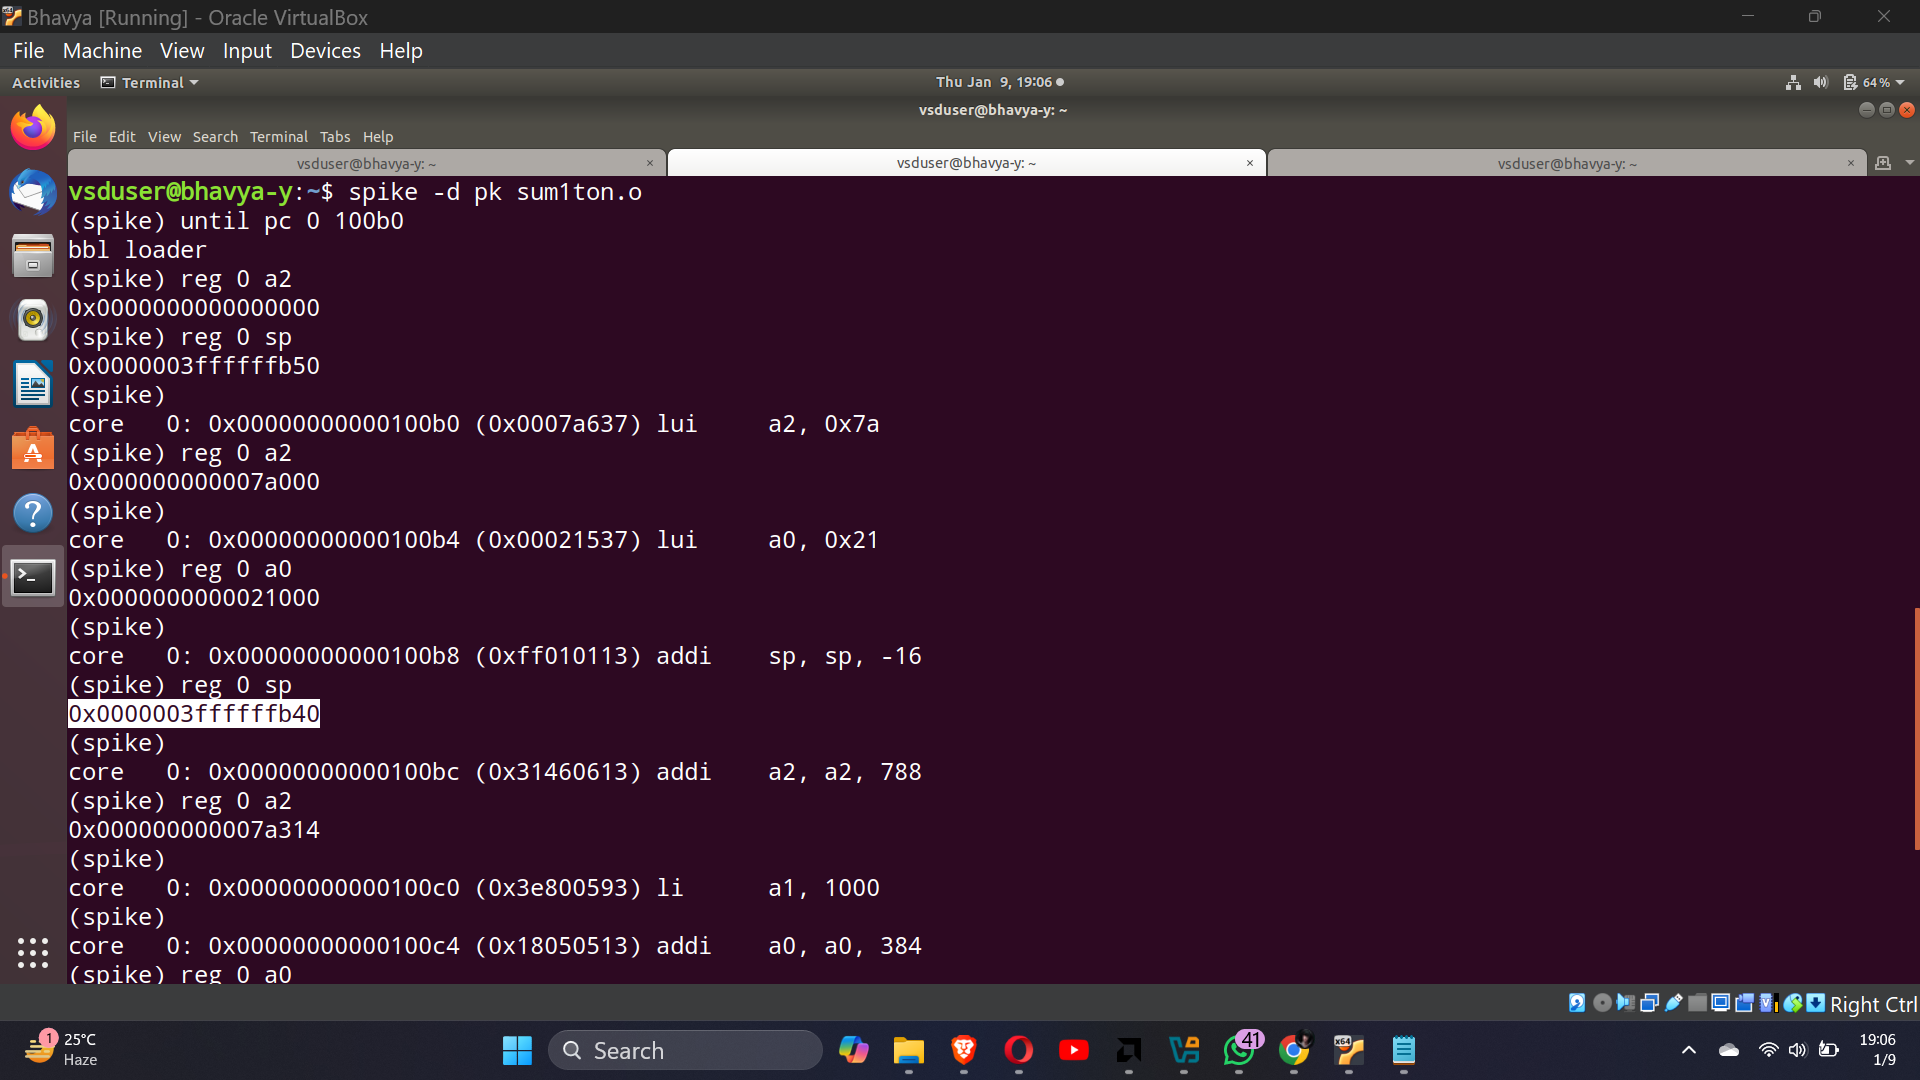 Bhavya [Running] - Oracle VirtualBox
File Machine View Input Devices Help
Activities Terminal Thu Jan 9, 19:06 64 %
vsduser@bhavya-y: ~
File Edit View Search Terminal Tabs Help
vsduser@bhavya-y: ~ × vsduser@bhavya-y: ~ × vsduser@bhavya-y: ~ ×
vsduser@bhavya-y:~$ spike -d pk sum1ton.o
(spike) until pc 0 100b0
bbl loader
(spike) reg 0 a2
0x0000000000000000
(spike) reg 0 sp
0x0000003ffffffb50
(spike)
core   0: 0x00000000000100b0 (0x0007a637) lui     a2, 0x7a
(spike) reg 0 a2
0x000000000007a000
(spike)
core   0: 0x00000000000100b4 (0x00021537) lui     a0, 0x21
(spike) reg 0 a0
0x0000000000021000
(spike)
core   0: 0x00000000000100b8 (0xff010113) addi    sp, sp, -16
(spike) reg 0 sp
0x0000003ffffffb40
(spike)
core   0: 0x00000000000100bc (0x31460613) addi    a2, a2, 788
(spike) reg 0 a2
0x000000000007a314
(spike)
core   0: 0x00000000000100c0 (0x3e800593) li      a1, 1000
(spike)
core   0: 0x00000000000100c4 (0x18050513) addi    a0, a0, 384
(spike) reg 0 a0
Right Ctrl
1 25°C
Haze
Search
41
x64
19:06
1/9